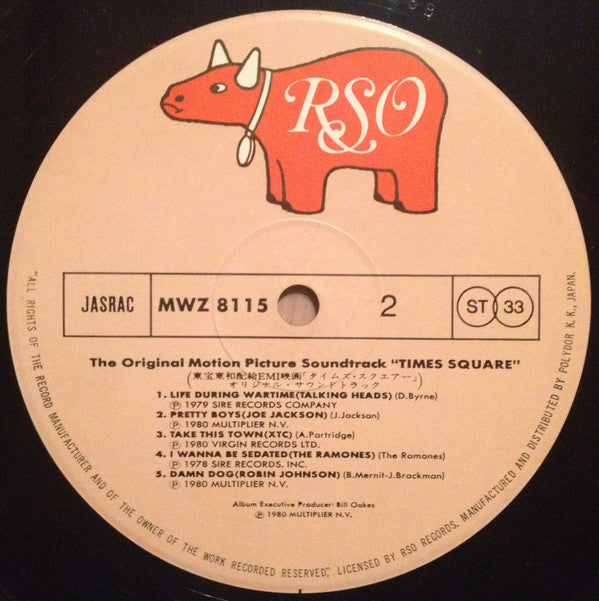 RSO
JASRAC
MWZ 8115
2
ST
33
The Original Motion Picture Soundtrack "TIMES SQUARE"
(東宝東和配給EMI映画「タイムズ・スクエアー」
オリジナル・サウンドトラック)
1. LIFE DURING WARTIME(TALKING HEADS) (D.Byrne)
Ⓟ 1979 SIRE RECORDS COMPANY
2. PRETTY BOYS(JOE JACKSON) (J.Jackson)
Ⓟ 1980 MULTIPLIER N.V.
3. TAKE THIS TOWN(XTC) (A.Partridge)
Ⓟ 1980 VIRGIN RECORDS LTD.
4. I WANNA BE SEDATED(THE RAMONES) (The Ramones)
Ⓟ 1978 SIRE RECORDS, INC.
5. DAMN DOG(ROBIN JOHNSON) (B.Mernit-J.Brackman)
Ⓟ 1980 MULTIPLIER N.V.
Album Executive Producer: Bill Oakes
Ⓟ 1980 MULTIPLIER N.V.
"ALL RIGHTS OF THE RECORD MANUFACTURER AND OF THE OWNER OF THE WORK RECORDED RESERVED", LICENSED BY RSO RECORDS, MANUFACTURED AND DISTRIBUTED BY POLYDOR K. K., JAPAN.